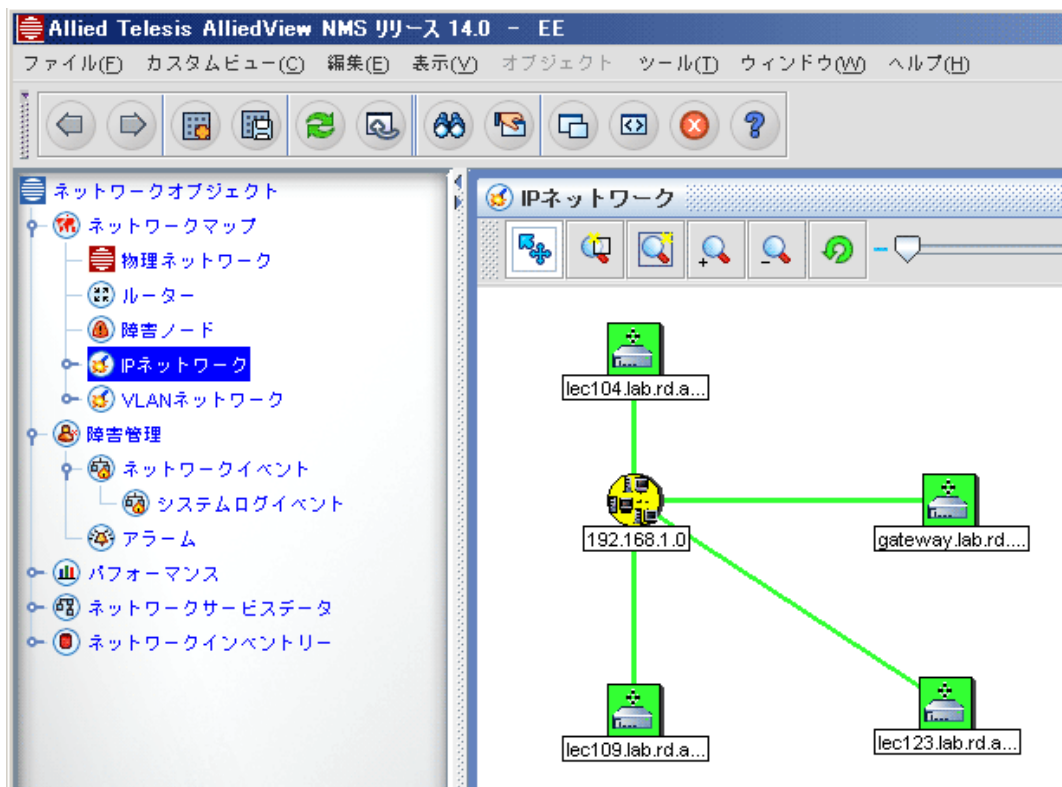 Allied Telesis AlliedView NMS リリース 14.0 - EE
ファイル(F) カスタムビュー(C) 編集(E) 表示(V) オブジェクト ツール(T) ウィンドウ(W) ヘルプ(H)
ネットワークオブジェクト
ネットワークマップ
物理ネットワーク
ルーター
障害ノード
IPネットワーク
VLANネットワーク
障害管理
ネットワークイベント
システムログイベント
アラーム
パフォーマンス
ネットワークサービスデータ
ネットワークインベントリー
IPネットワーク
lec104.lab.rd.a...
192.168.1.0
gateway.lab.rd....
lec109.lab.rd.a...
lec123.lab.rd.a...